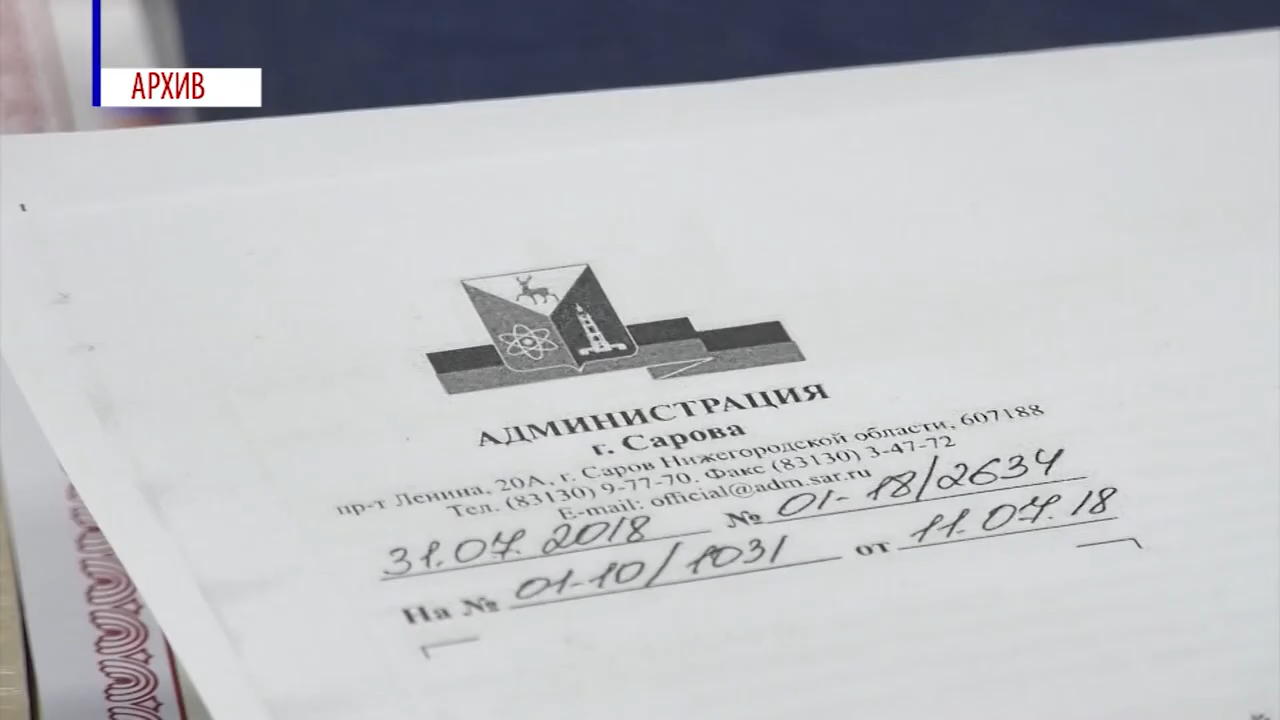 АРХИВ
АДМИНИСТРАЦИЯ
г. Сарова
пр-т Ленина, 20А, г. Саров Нижегородской области, 607188
Тел. (83130) 9-77-70. Факс (83130) 3-47-72
E-mail: official@adm.sar.ru
31.07.2018 № 01-18/2634
На № 01-10/1031 от 11.07.18